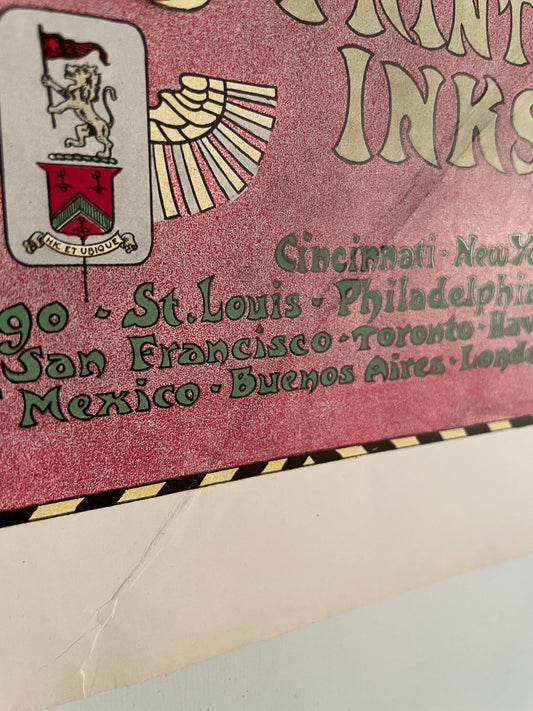 INKS
HIC ET UBIQUE
Cincinnati - New
St. Louis - Philadelphia
San Francisco - Toronto -
Mexico - Buenos Aires -